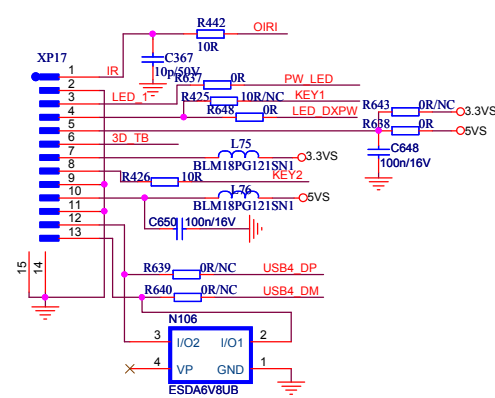 R442
OIRI
10R
C367
10p/50V
XP17
1
IR
2
3
LED_1
4
5
6
3D_TB
7
8
9
10
11
12
13
15
14
R637
0R
PW_LED
R425
10R/NC
KEY1
R648
0R
LED_DXPW
R643
0R/NC
3.3VS
R638
0R
5VS
C648
100n/16V
L75
3.3VS
BLM18PG121SN1
R426
10R
KEY2
L76
5VS
BLM18PG121SN1
C650
100n/16V
R639
0R/NC
USB4_DP
R640
0R/NC
USB4_DM
N106
3
I/O2
I/O1
2
4
VP
GND
1
ESDA6V8UB